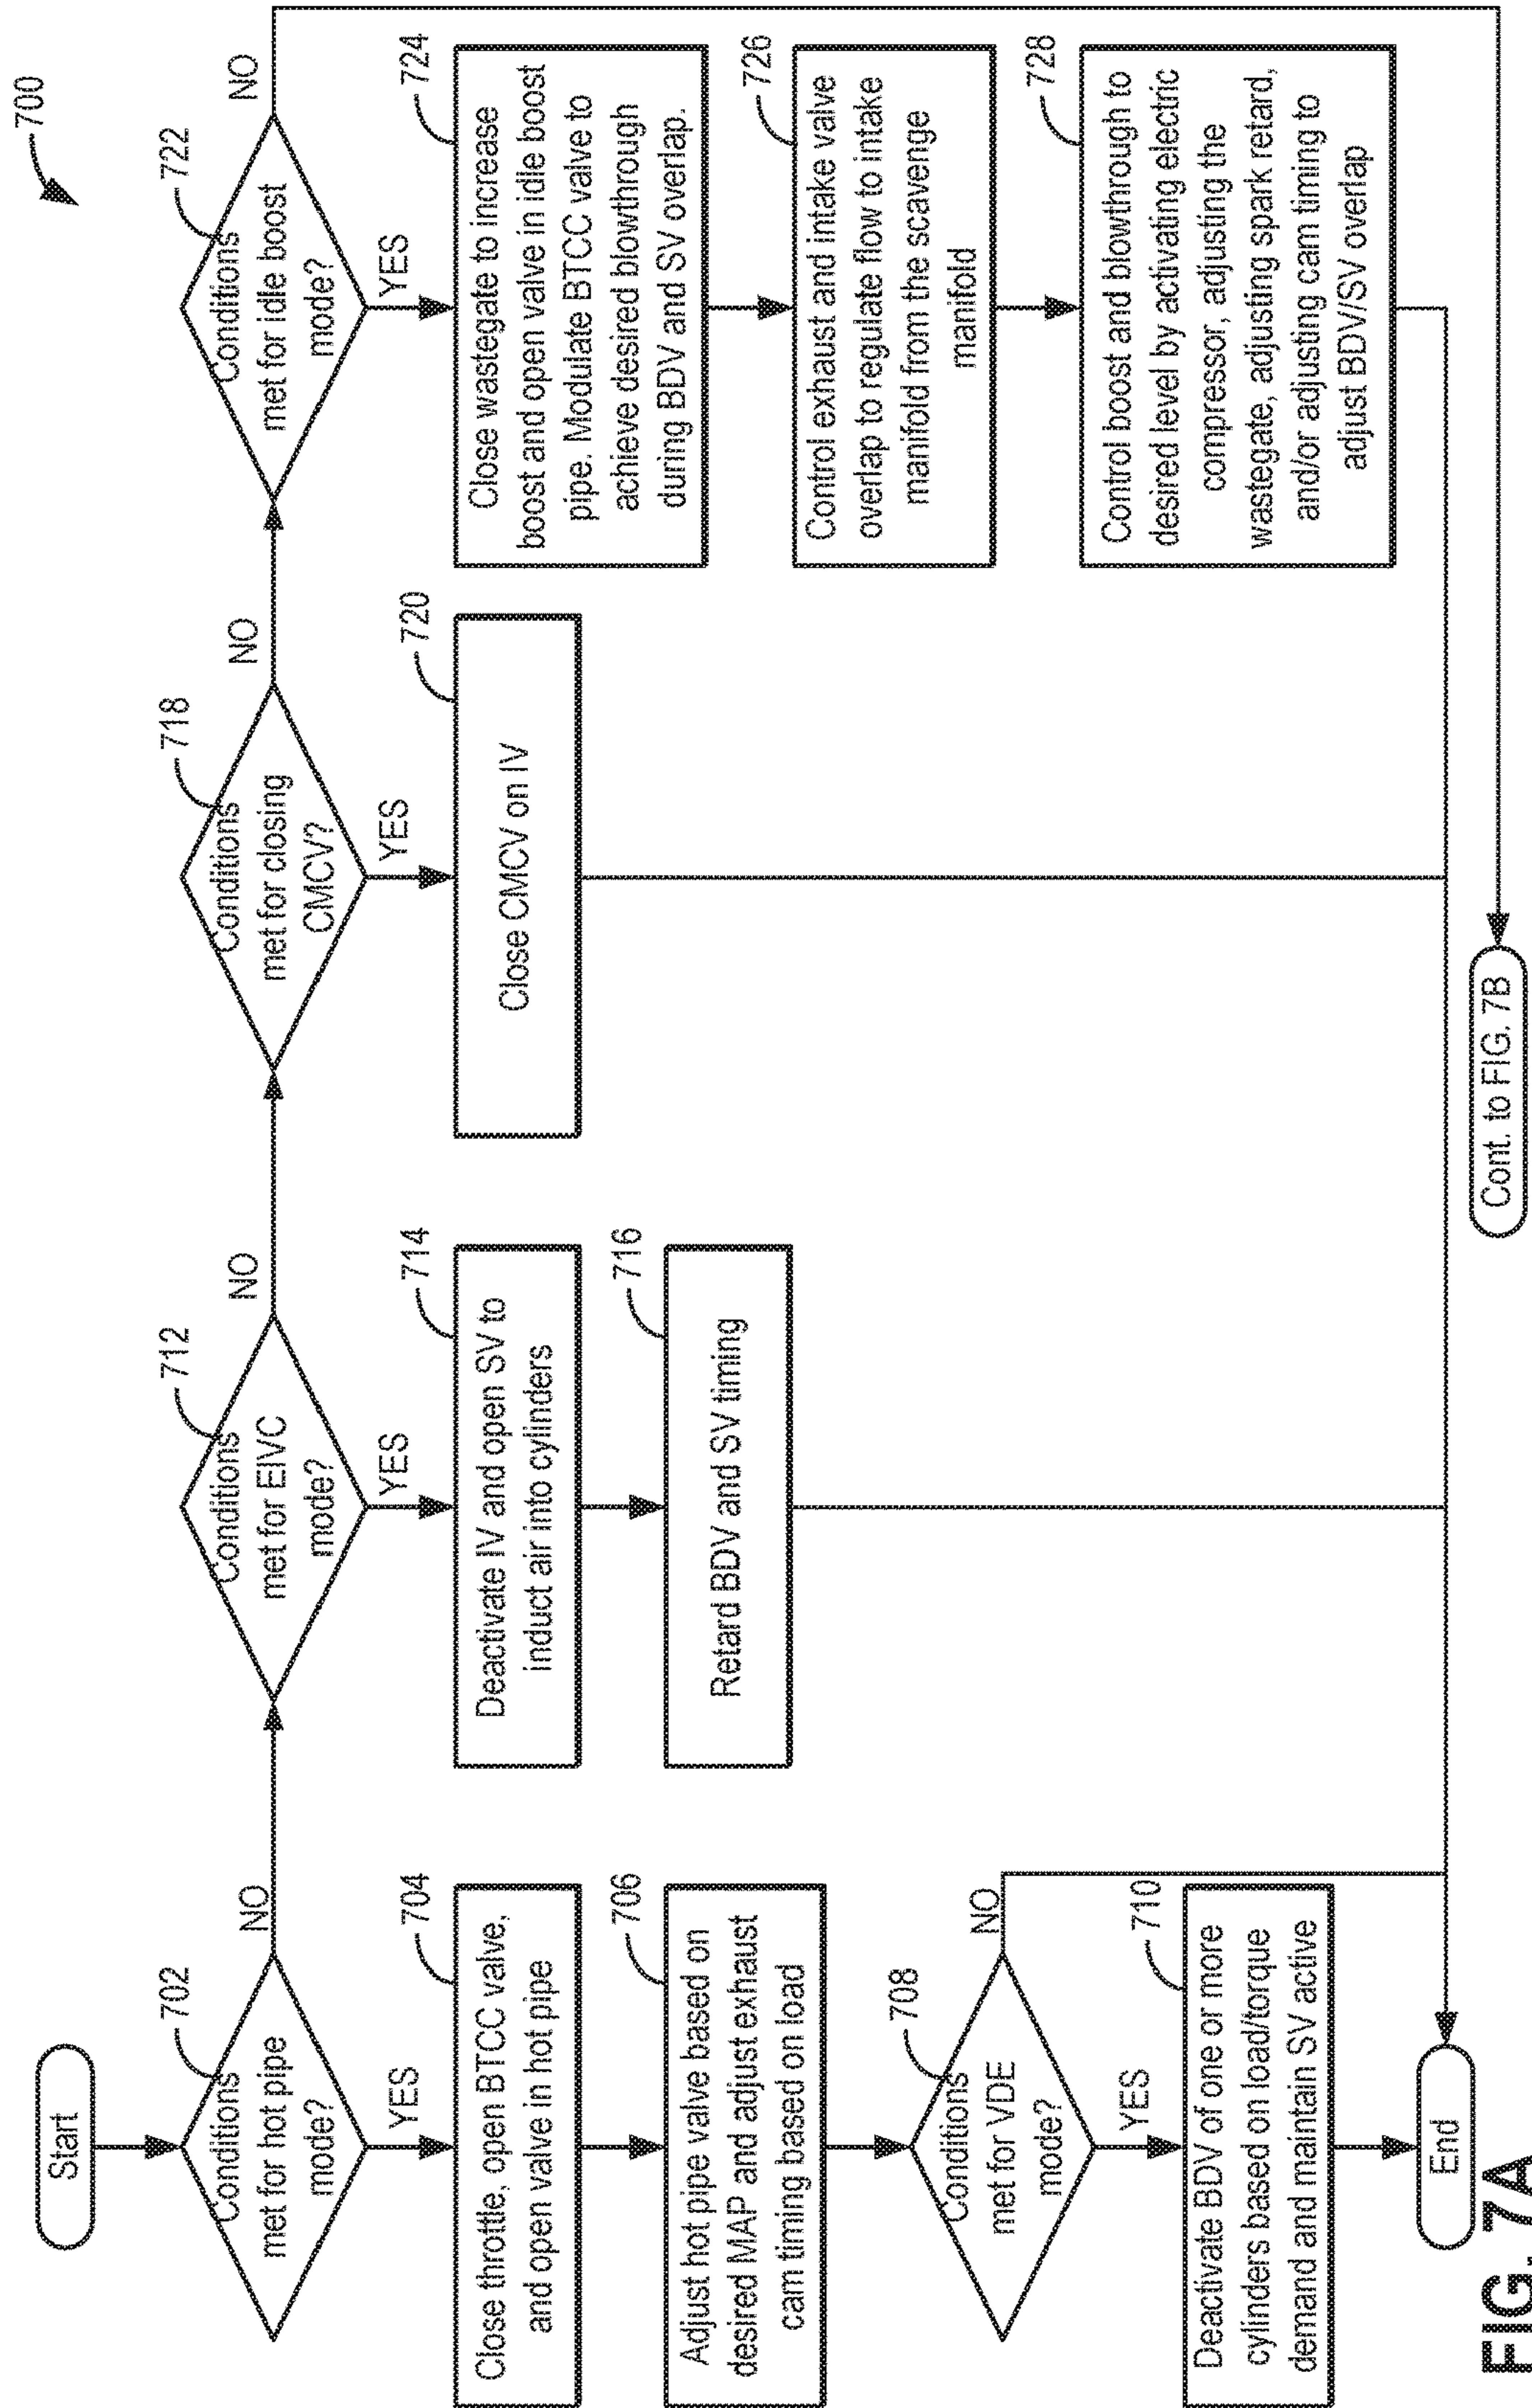 700
Start
702
Conditions
met for hot pipe
mode?
NO
YES
704
Close throttle, open BTCC valve,
and open valve in hot pipe
706
Adjust hot pipe valve based on
desired MAP and adjust exhaust
cam timing based on load
708
Conditions
met for VDE
mode?
NO
YES
710
Deactivate BDV of one or more
cylinders based on load/torque
demand and maintain SV active
End
712
Conditions
met for EIVC
mode?
NO
YES
714
Deactivate IV and open SV to
induct air into cylinders
716
Retard BDV and SV timing
718
Conditions
met for closing
CMCV?
NO
YES
720
Close CMCV on IV
722
Conditions
met for idle boost
mode?
NO
YES
724
Close wastegate to increase
boost and open valve in idle boost
pipe. Modulate BTCC valve to
achieve desired blowthrough
during BDV and SV overlap.
726
Control exhaust and intake valve
overlap to regulate flow to intake
manifold from the scavenge
manifold
728
Control boost and blowthrough to
desired level by activating electric
compressor, adjusting the
wastegate, adjusting spark retard,
and/or adjusting cam timing to
adjust BDV/SV overlap
Cont. to FIG. 7B
FIG. 7A